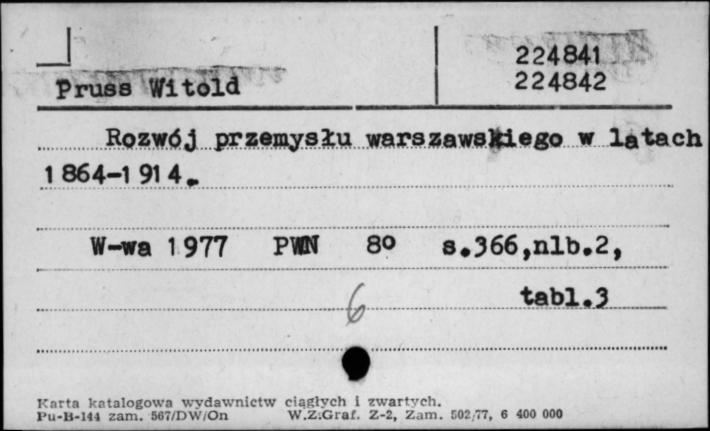 224841
Pruss Witold 224842
Rozwój przemysłu warszawskiego w latach
1864-1914.
W-wa 1977 PWN 8o s.366,nlb.2,
tabl.3
6
Karta katalogowa wydawnictw ciągłych i zwartych.
Pu-B-144 zam. 567/DW/On W.Z.Graf. Z-2, Zam. 502/77, 6 400 000